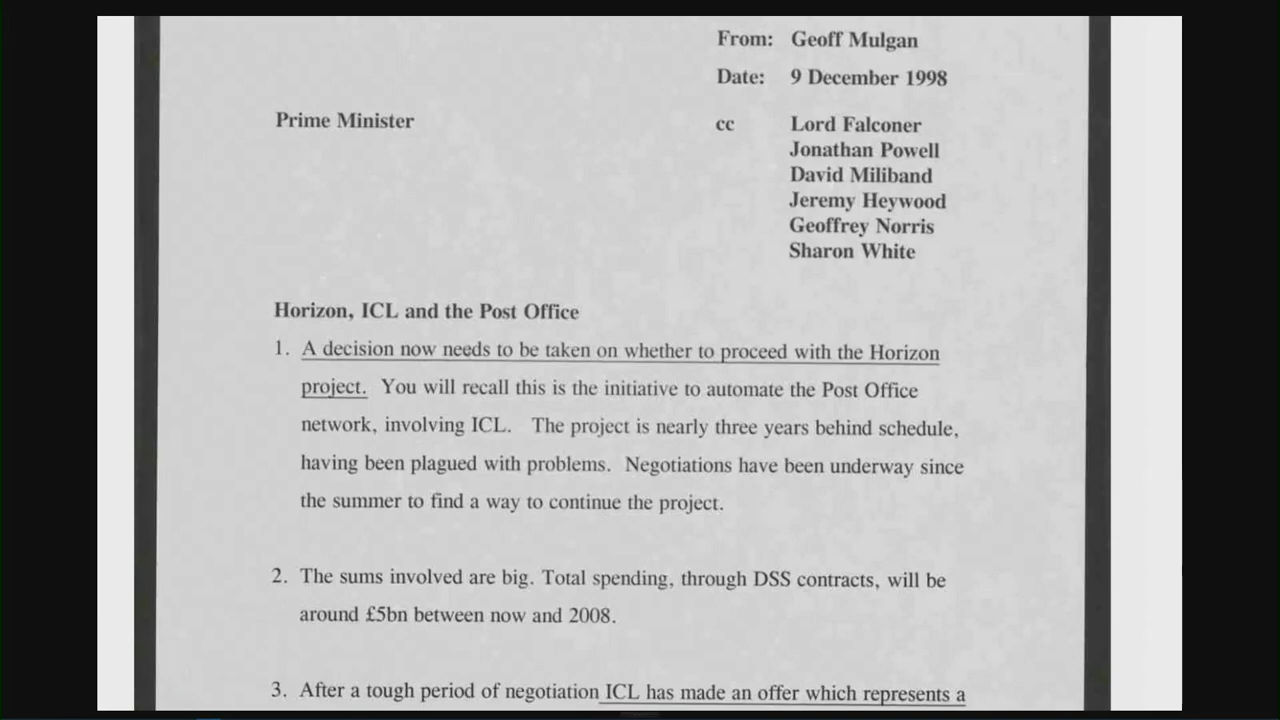 From: Geoff Mulgan
Date: 9 December 1998
Prime Minister
cc Lord Falconer
Jonathan Powell
David Miliband
Jeremy Heywood
Geoffrey Norris
Sharon White
Horizon, ICL and the Post Office
1. A decision now needs to be taken on whether to proceed with the Horizon
project. You will recall this is the initiative to automate the Post Office
network, involving ICL. The project is nearly three years behind schedule,
having been plagued with problems. Negotiations have been underway since
the summer to find a way to continue the project.
2. The sums involved are big. Total spending, through DSS contracts, will be
around £5bn between now and 2008.
3. After a tough period of negotiation ICL has made an offer which represents a